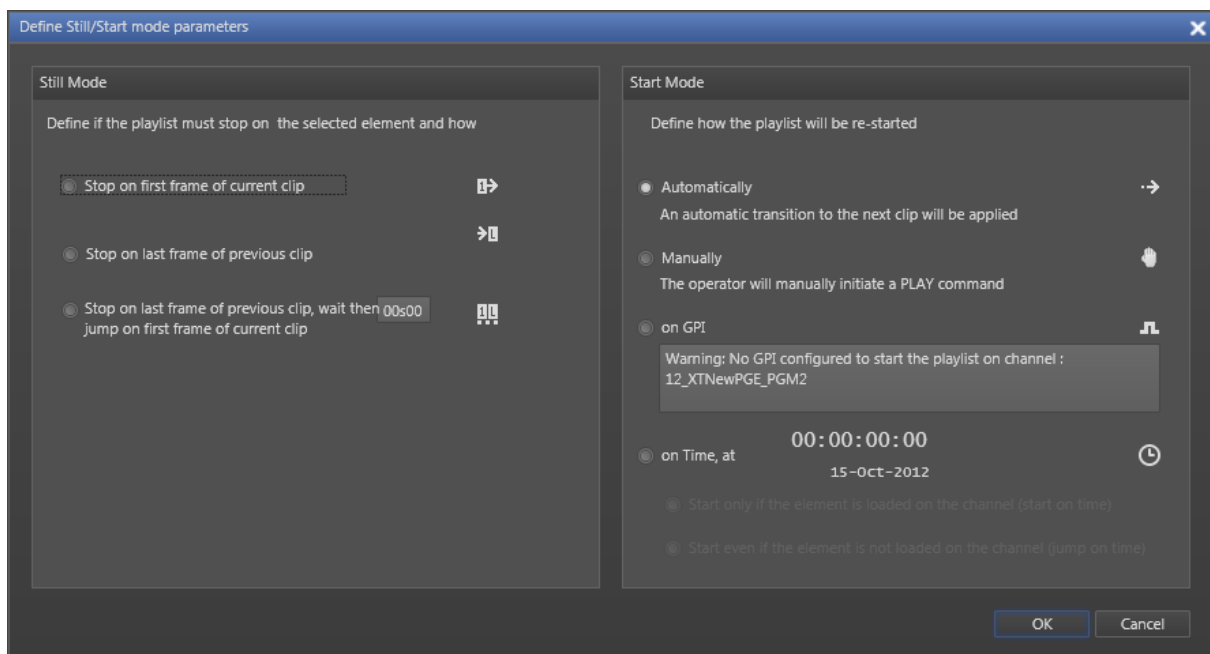 Define Still/Start mode parameters
Still Mode
Define if the playlist must stop on the selected element and how
Stop on first frame of current clip
Stop on last frame of previous clip
Stop on last frame of previous clip, wait then 00s00
jump on first frame of current clip
Start Mode
Define how the playlist will be re-started
Automatically
An automatic transition to the next clip will be applied
Manually
The operator will manually initiate a PLAY command
on GPI
Warning: No GPI configured to start the playlist on channel :
12_XTNewPGE_PGM2
on Time, at 00:00:00:00
15-Oct-2012
Start only if the element is loaded on the channel (start on time)
Start even if the element is not loaded on the channel (jump on time)
OK Cancel